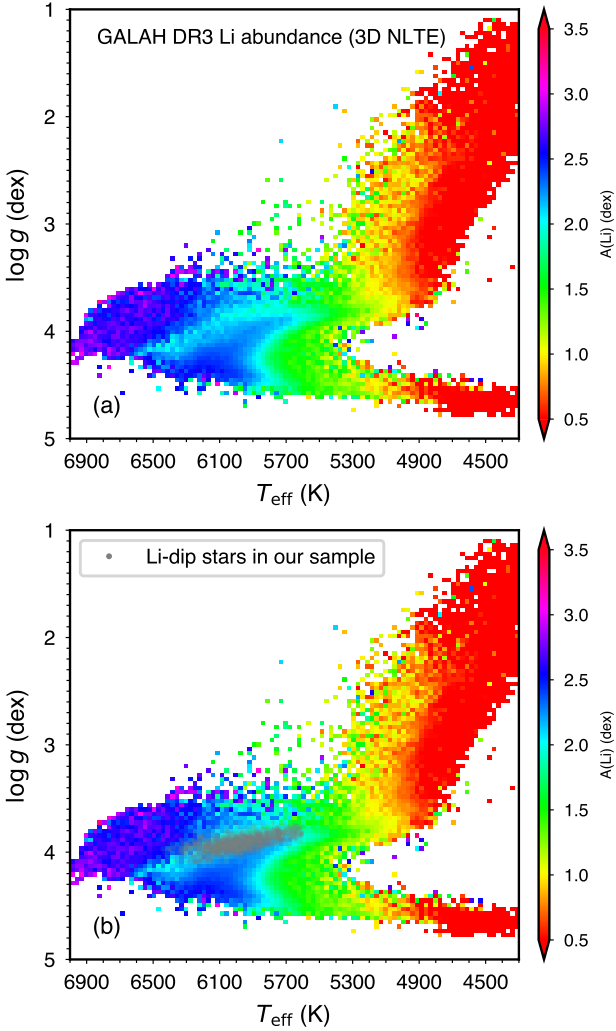 GALAH DR3 Li abundance (3D NLTE)
1
2
3
4
5
log g (dex)
(a)
6900 6500 6100 5700 5300 4900 4500
Teff (K)
3.5
3.0
2.5
2.0
1.5
1.0
0.5
A(Li) (dex)
Li-dip stars in our sample
1
2
3
4
5
log g (dex)
(b)
6900 6500 6100 5700 5300 4900 4500
Teff (K)
3.5
3.0
2.5
2.0
1.5
1.0
0.5
A(Li) (dex)